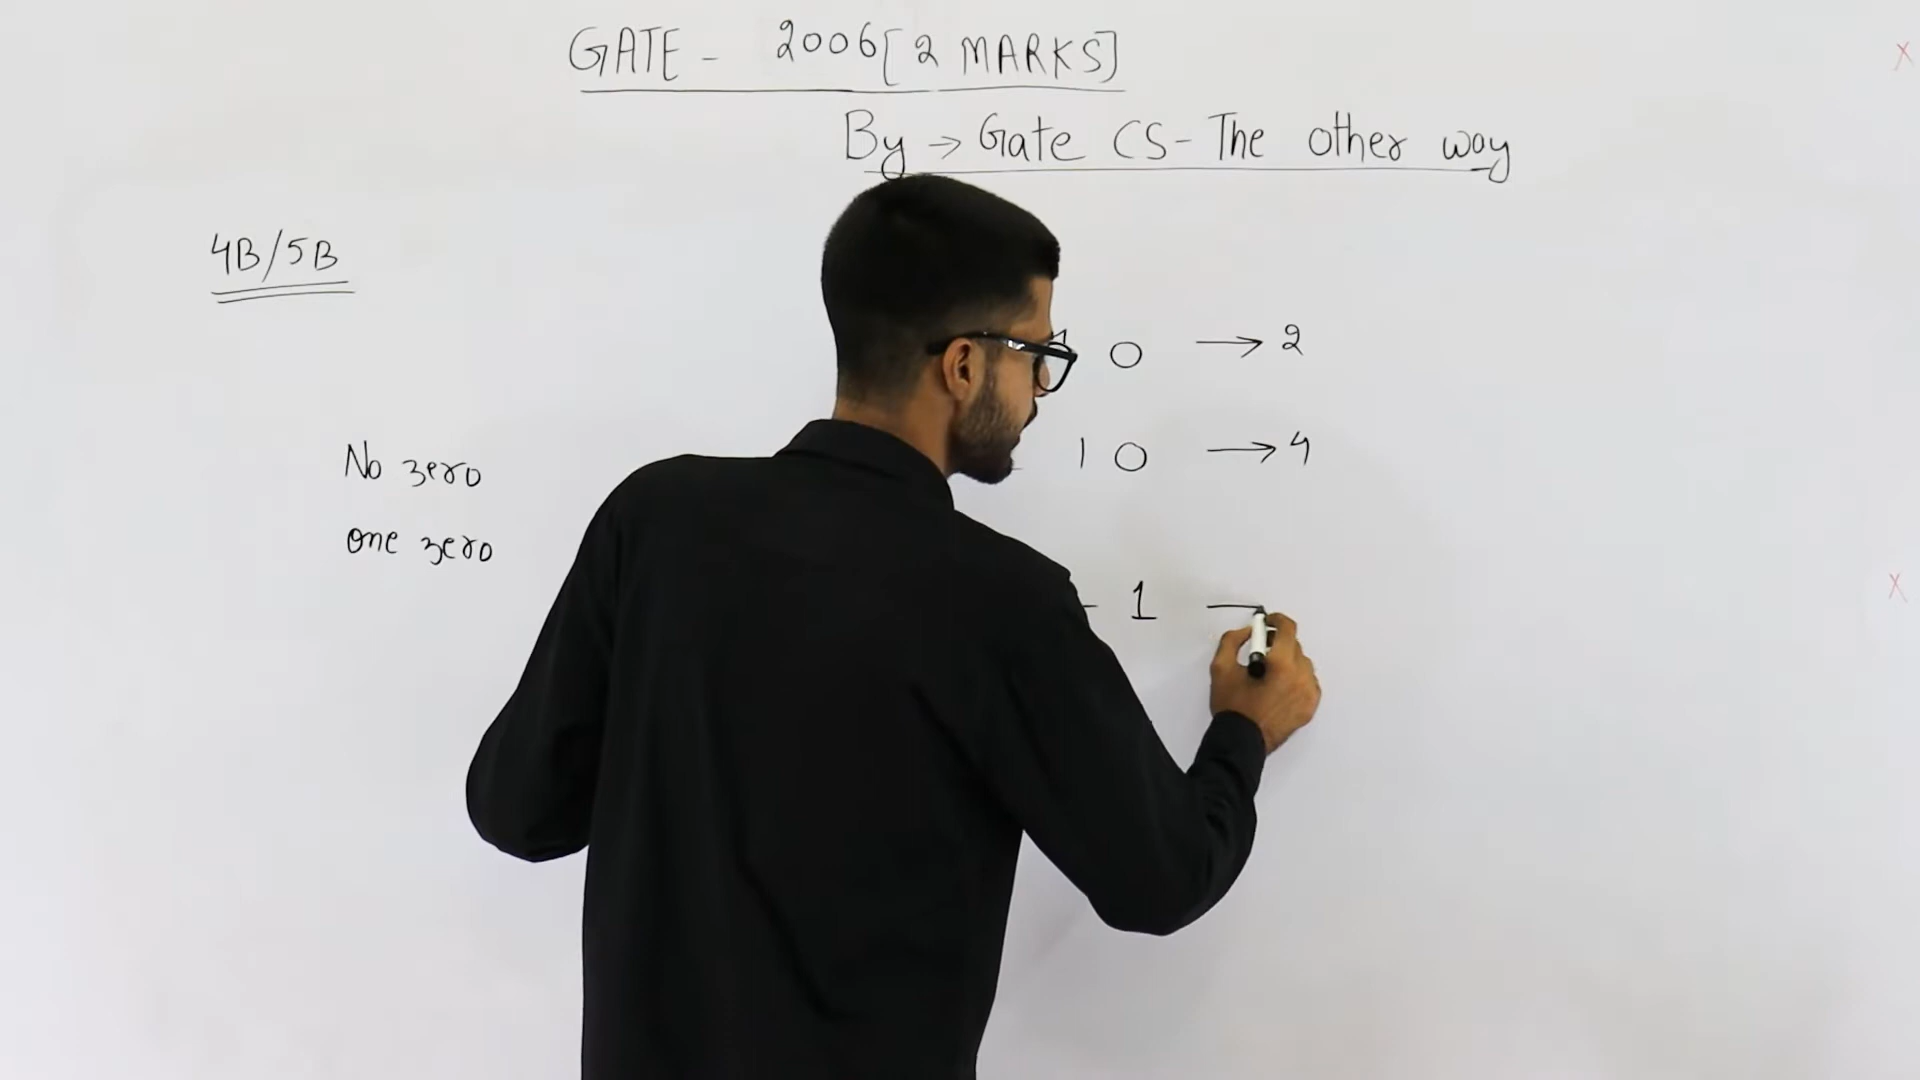 GATE - 2006 [2 MARKS]
By → Gate CS - The other way
4B/5B
0 → 2
No zero
1 0 → 4
one zero
- 1 —